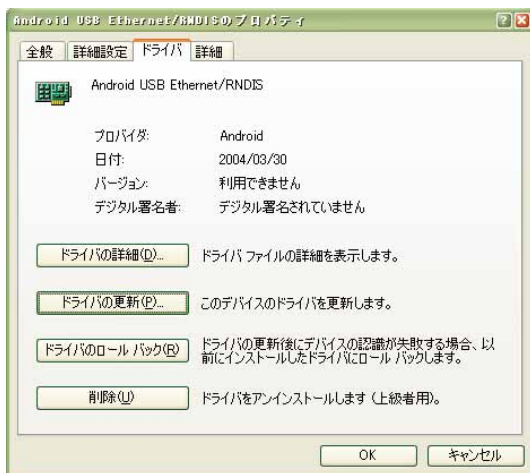 Android USB Ethernet/RNDISのプロパティ
全般 詳細設定 ドライバ 詳細
Android USB Ethernet/RNDIS
プロバイダ: Android
日付: 2004/03/30
バージョン: 利用できません
デジタル署名者: デジタル署名されていません
ドライバの詳細(D)... ドライバ ファイルの詳細を表示します。
ドライバの更新(P)... このデバイスのドライバを更新します。
ドライバのロール バック(R) ドライバの更新後にデバイスの認識が失敗する場合、以
前にインストールしたドライバにロール バックします。
削除(U) ドライバをアンインストールします (上級者用)。
OK キャンセル